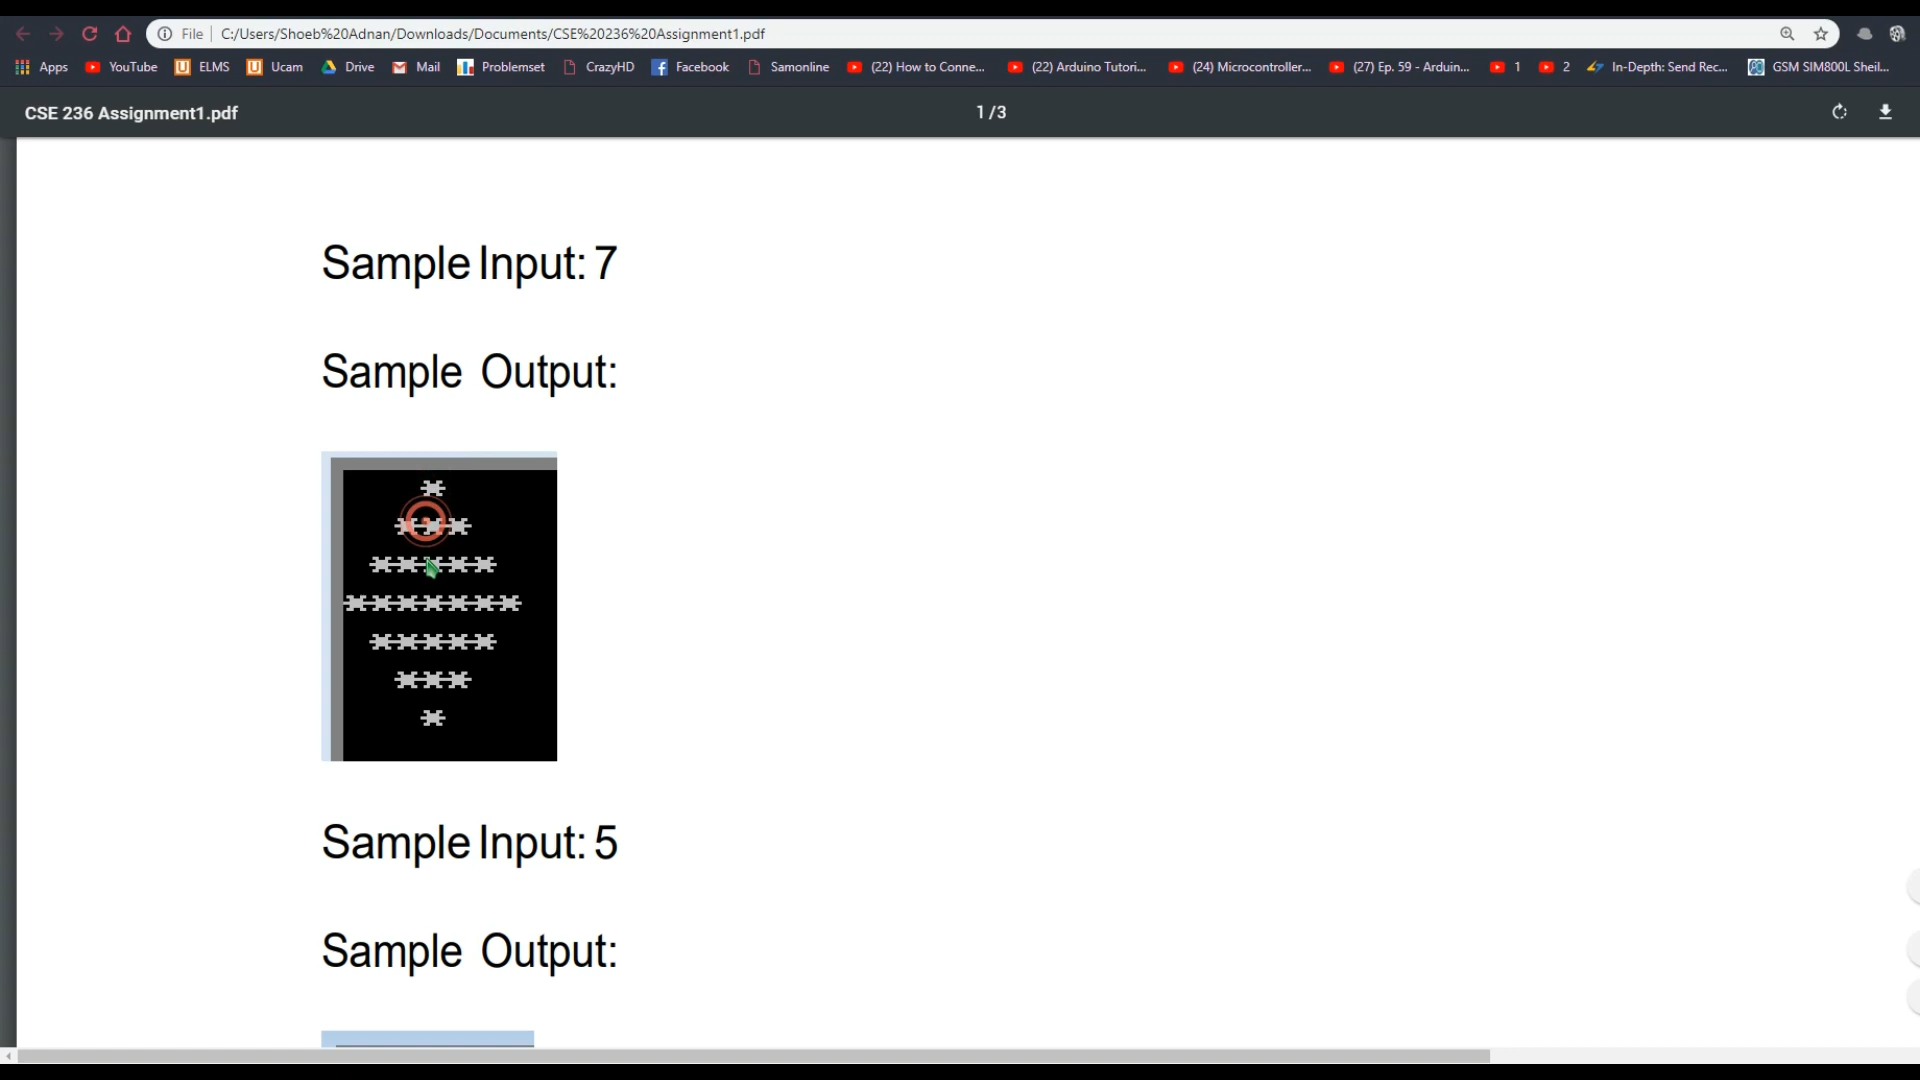 File | C:/Users/Shoeb%20Adnan/Downloads/Documents/CSE%20236%20Assignment1.pdf
Apps YouTube ELMS Ucam Drive Mail Problemset CrazyHD Facebook Samonline (22) How to Conne... (22) Arduino Tutori... (24) Microcontroller... (27) Ep. 59 - Arduin... 1 2 In-Depth: Send Rec... GSM SIM800L Sheil...
CSE 236 Assignment1.pdf 1 / 3
Sample Input: 7
Sample Output:
*
***
*****
*******
*****
***
*
Sample Input: 5
Sample Output: